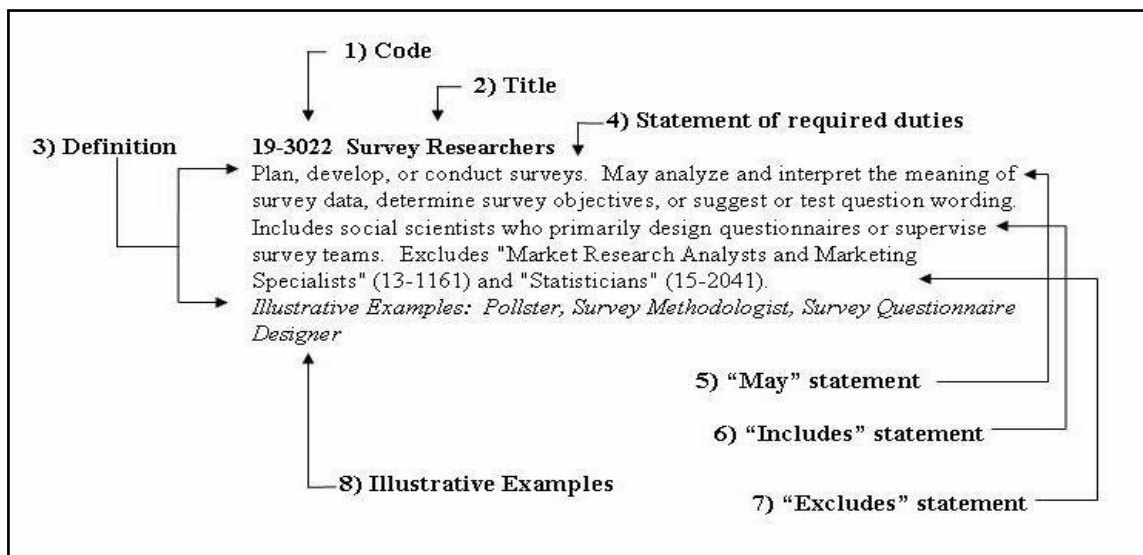 1) Code
2) Title
4) Statement of required duties
3) Definition
19-3022 Survey Researchers
Plan, develop, or conduct surveys. May analyze and interpret the meaning of
survey data, determine survey objectives, or suggest or test question wording.
Includes social scientists who primarily design questionnaires or supervise
survey teams. Excludes "Market Research Analysts and Marketing
Specialists" (13-1161) and "Statisticians" (15-2041).
Illustrative Examples: Pollster, Survey Methodologist, Survey Questionnaire
Designer
5) “May” statement
6) “Includes” statement
8) Illustrative Examples
7) “Excludes” statement